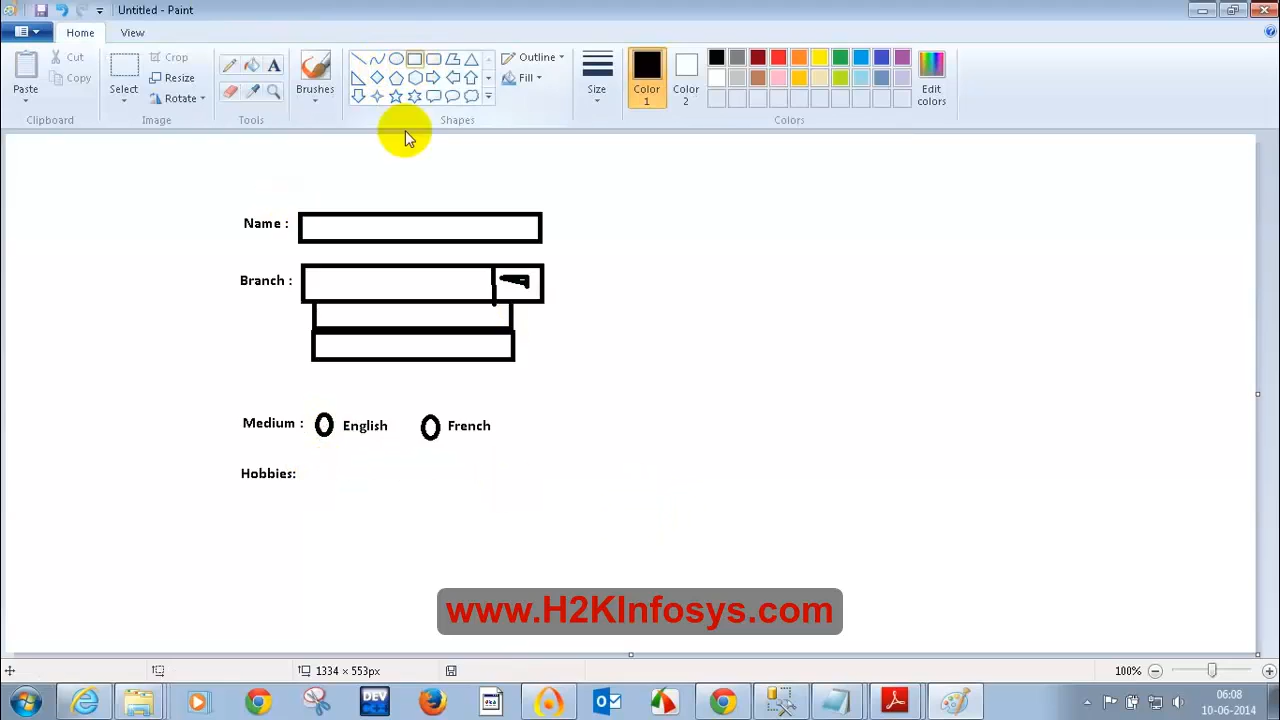 Untitled - Paint
Home View
Paste
Cut
Copy
Clipboard
Select
Crop
Resize
Rotate
Image
Tools
Brushes
Outline
Fill
Shapes
Size
Color 1
Color 2
Edit colors
Colors
Name :
Branch :
Medium : English French
Hobbies:
www.H2KInfosys.com
1334 × 553px
100%
DEV
06:08
10-06-2014